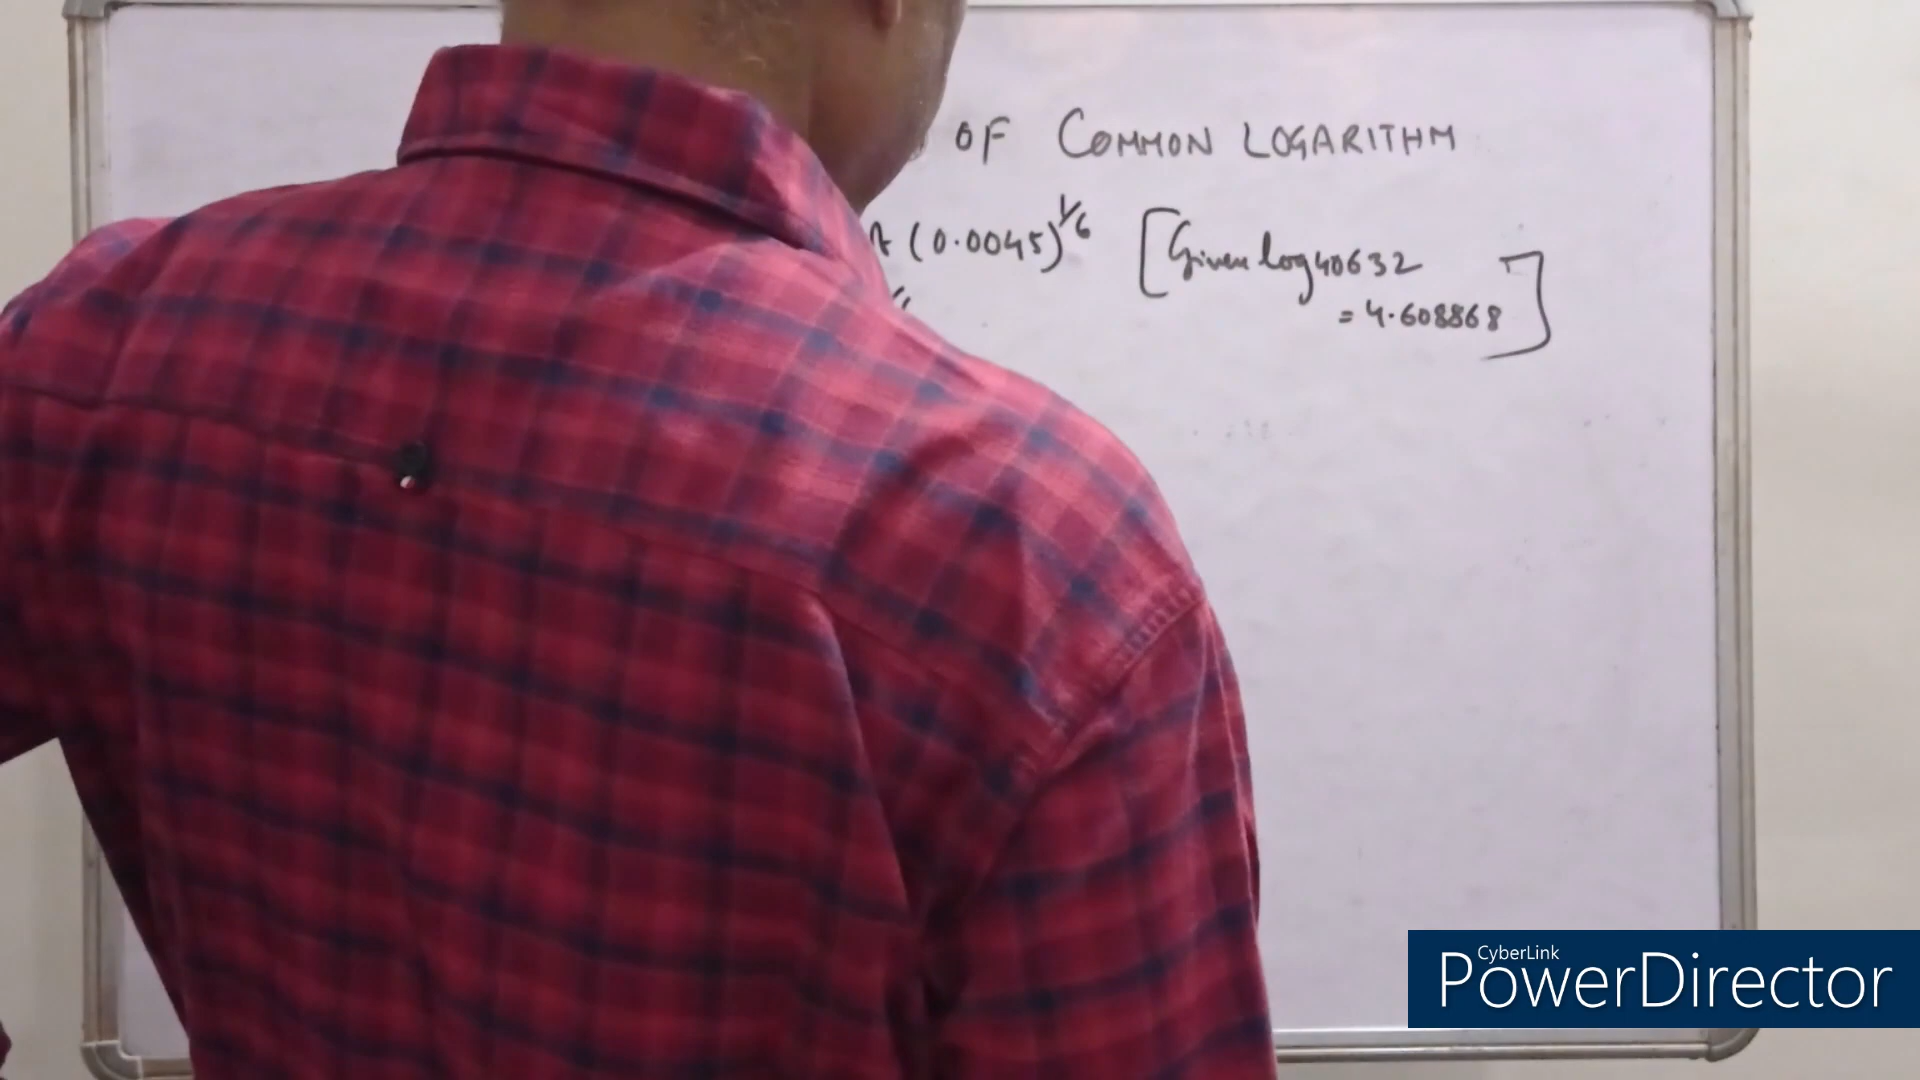 OF COMMON LOGARITHM
(0.0045)^1/6 [Given log 40632
= 4.608868]
CyberLink
PowerDirector